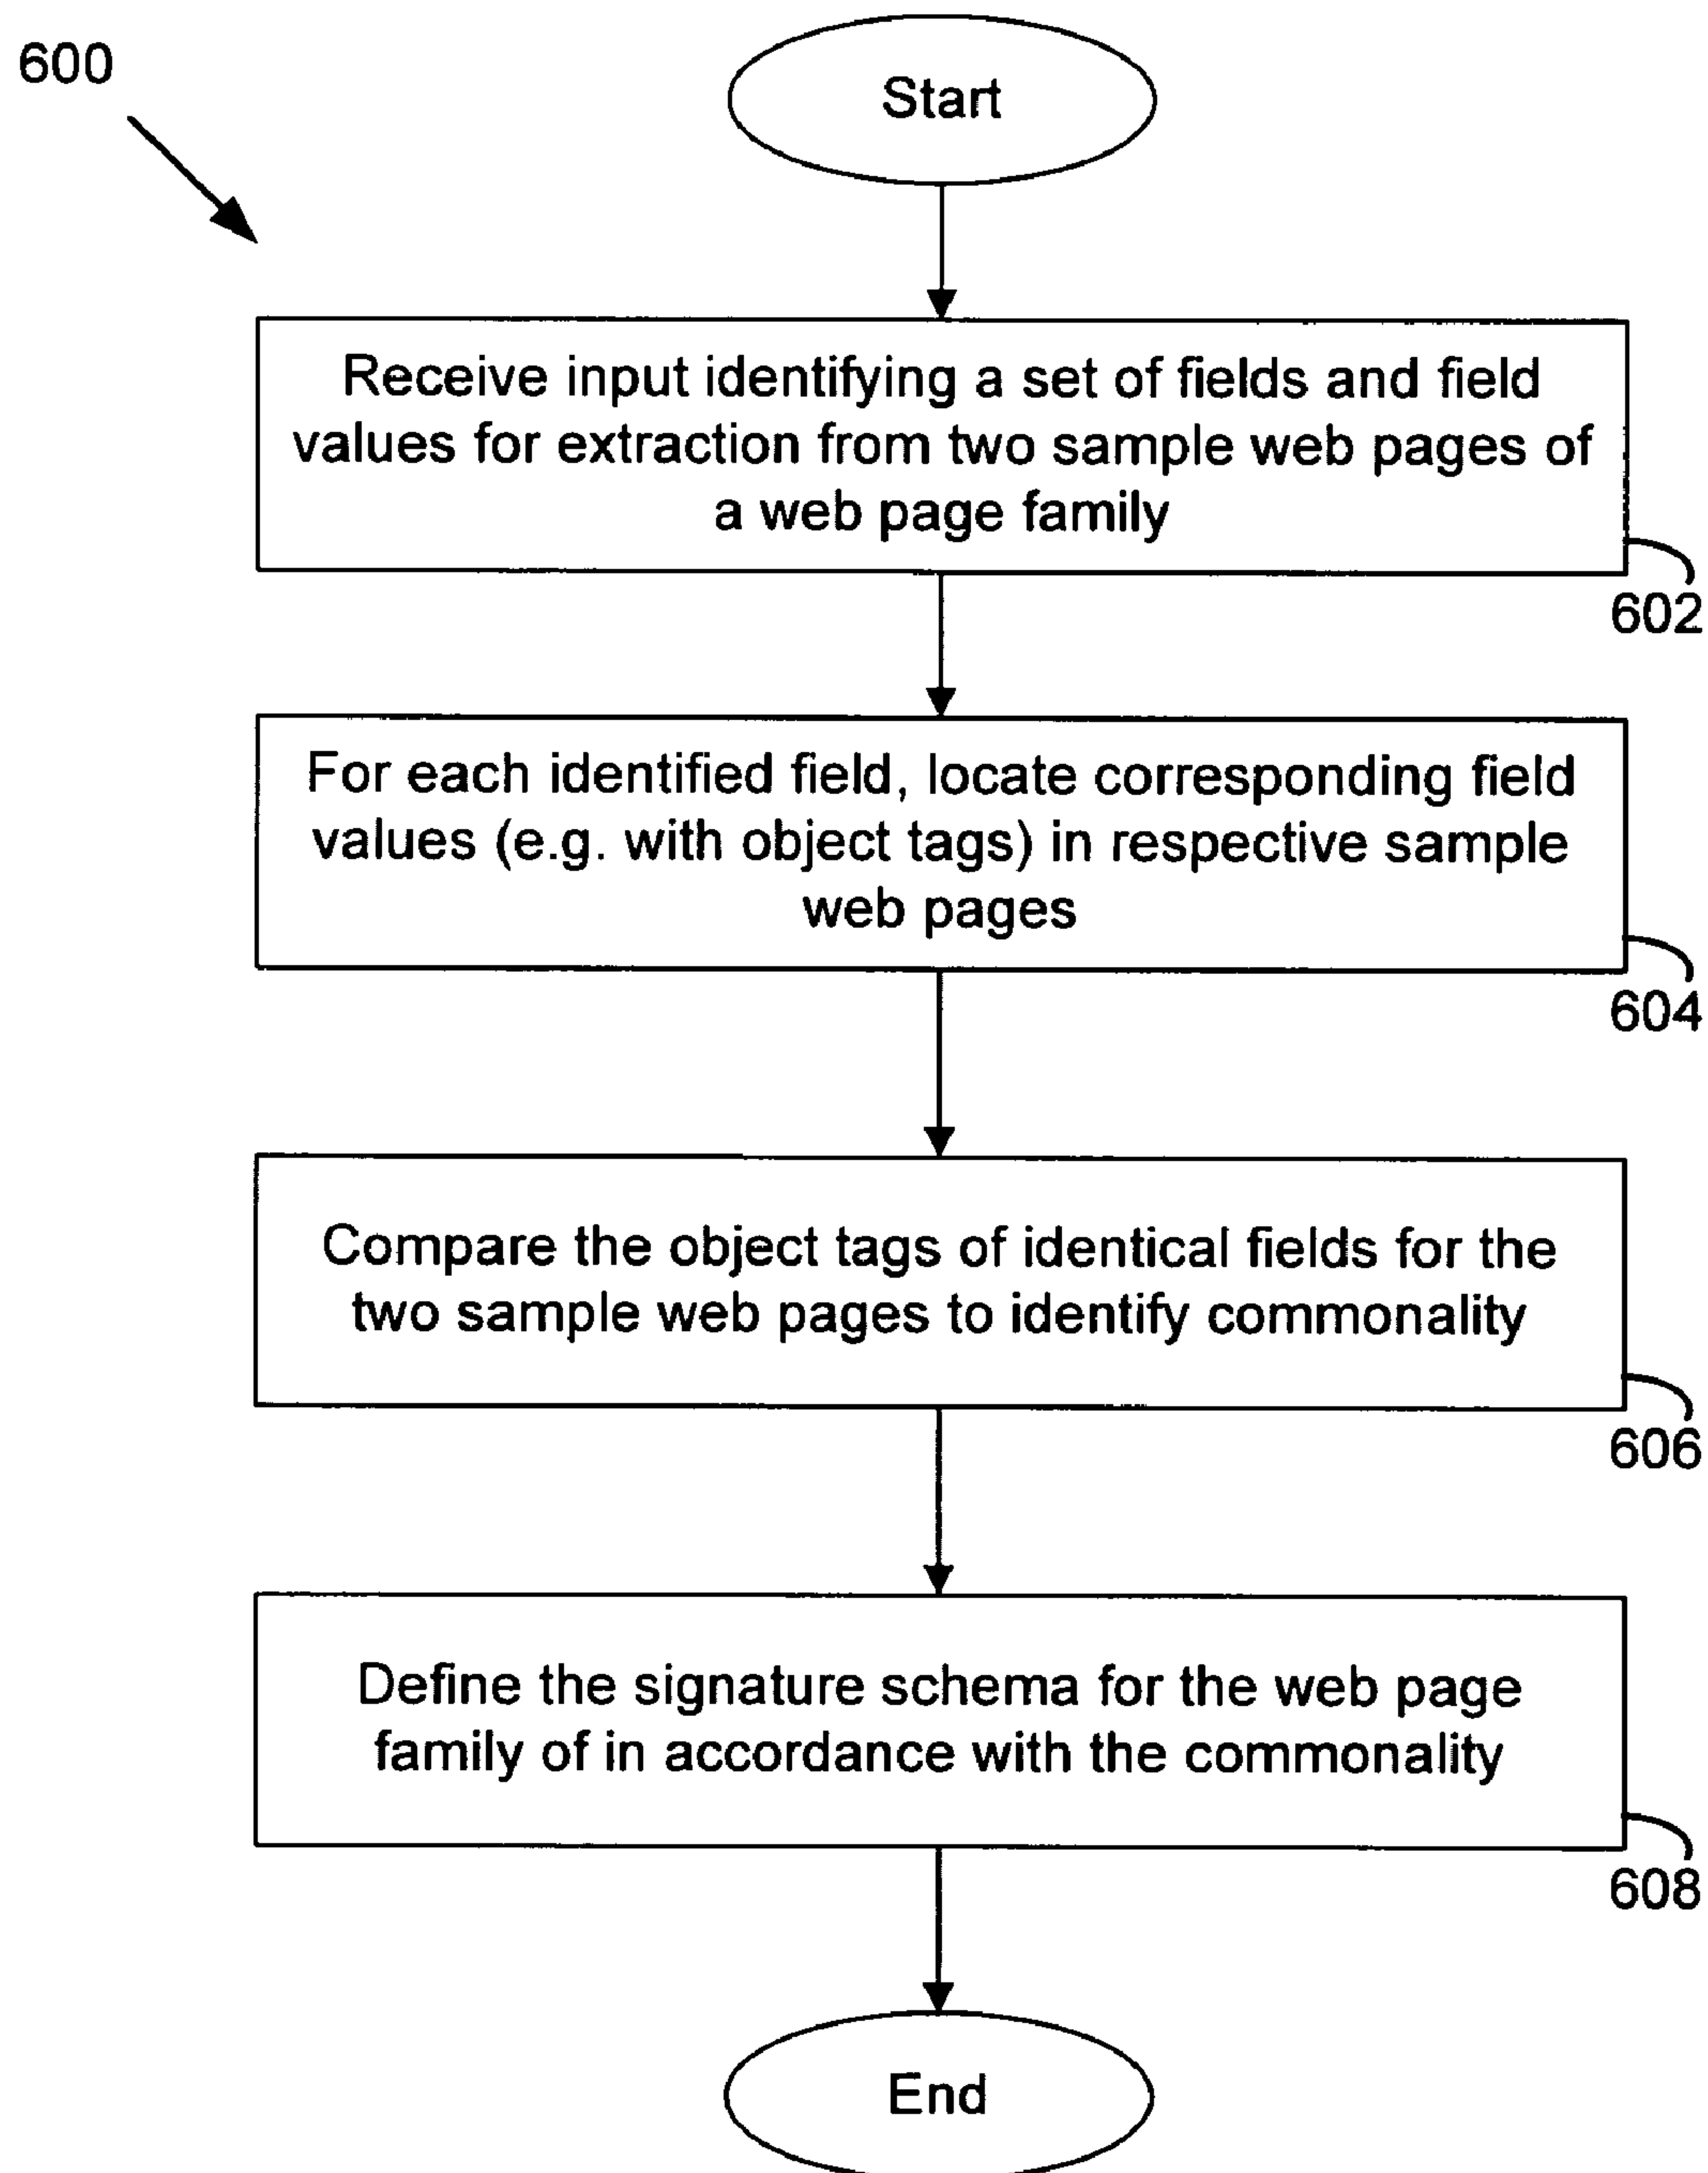 600
Start
Receive input identifying a set of fields and field
values for extraction from two sample web pages of
a web page family
602
For each identified field, locate corresponding field
values (e.g. with object tags) in respective sample
web pages
604
Compare the object tags of identical fields for the
two sample web pages to identify commonality
606
Define the signature schema for the web page
family of in accordance with the commonality
608
End